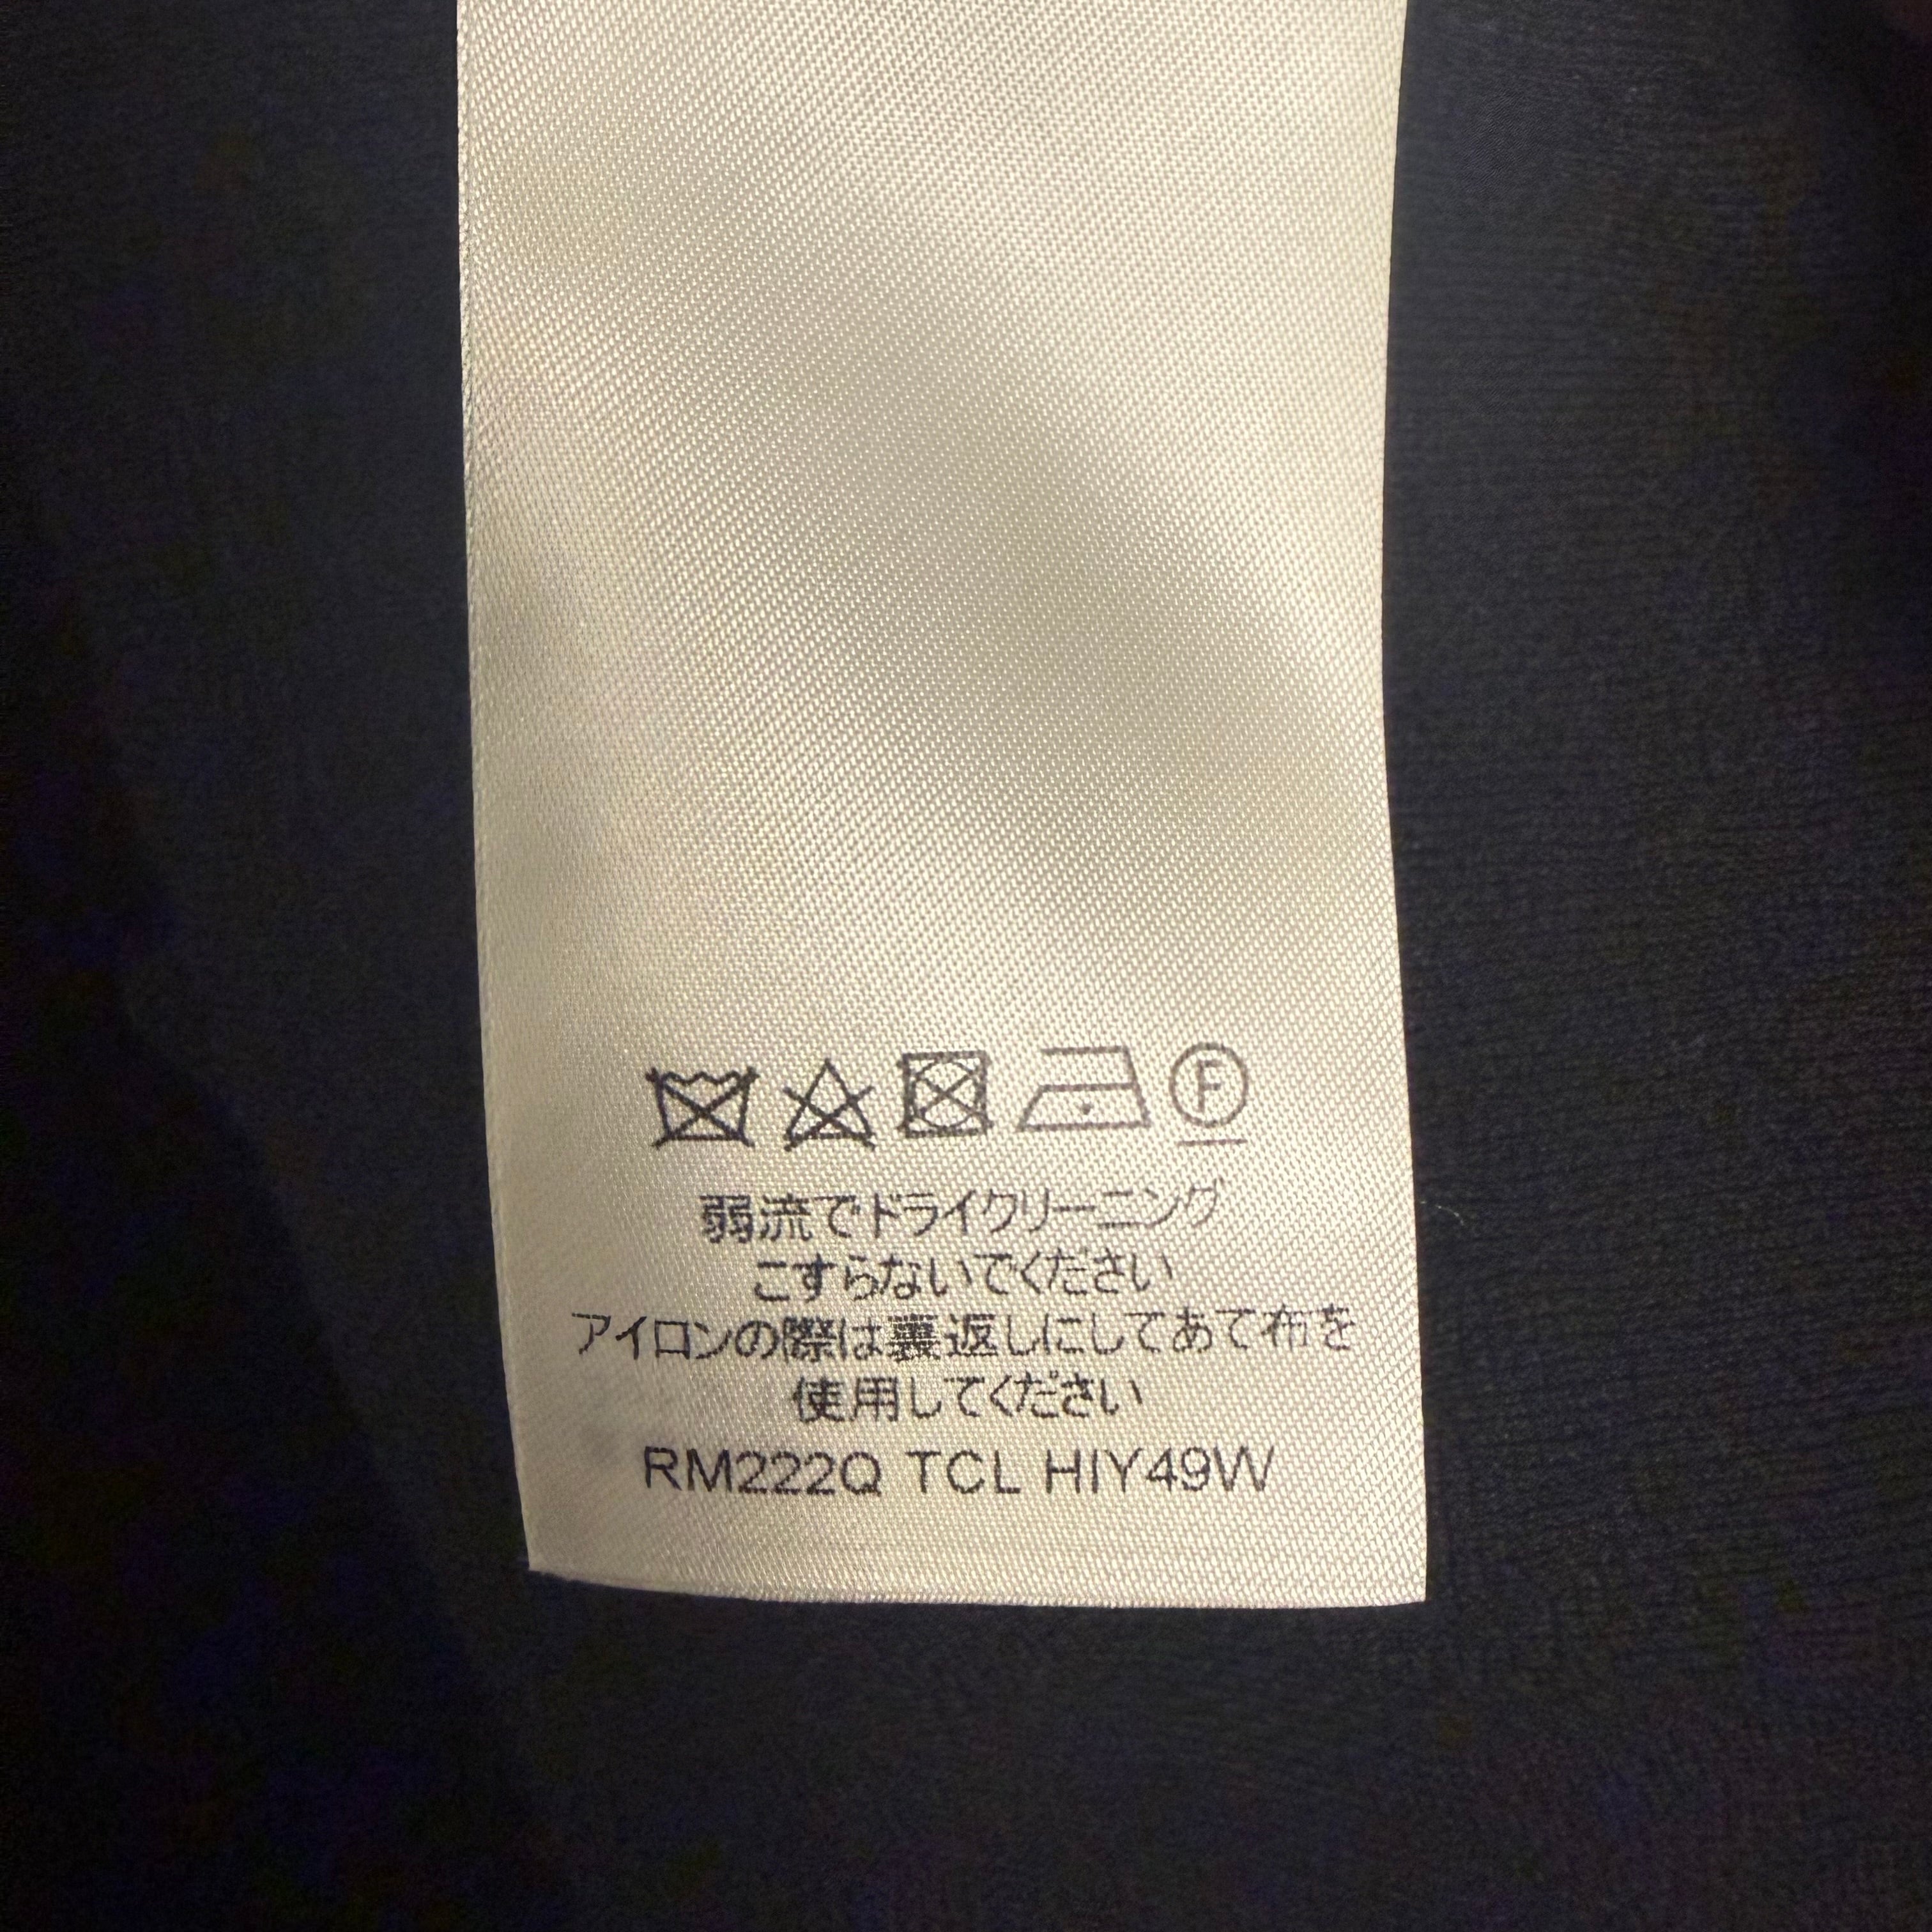 F
弱流でドライクリーニング
こすらないでください
アイロンの際は裏返しにしてあて布を
使用してください
RM222Q TCL HIY49W